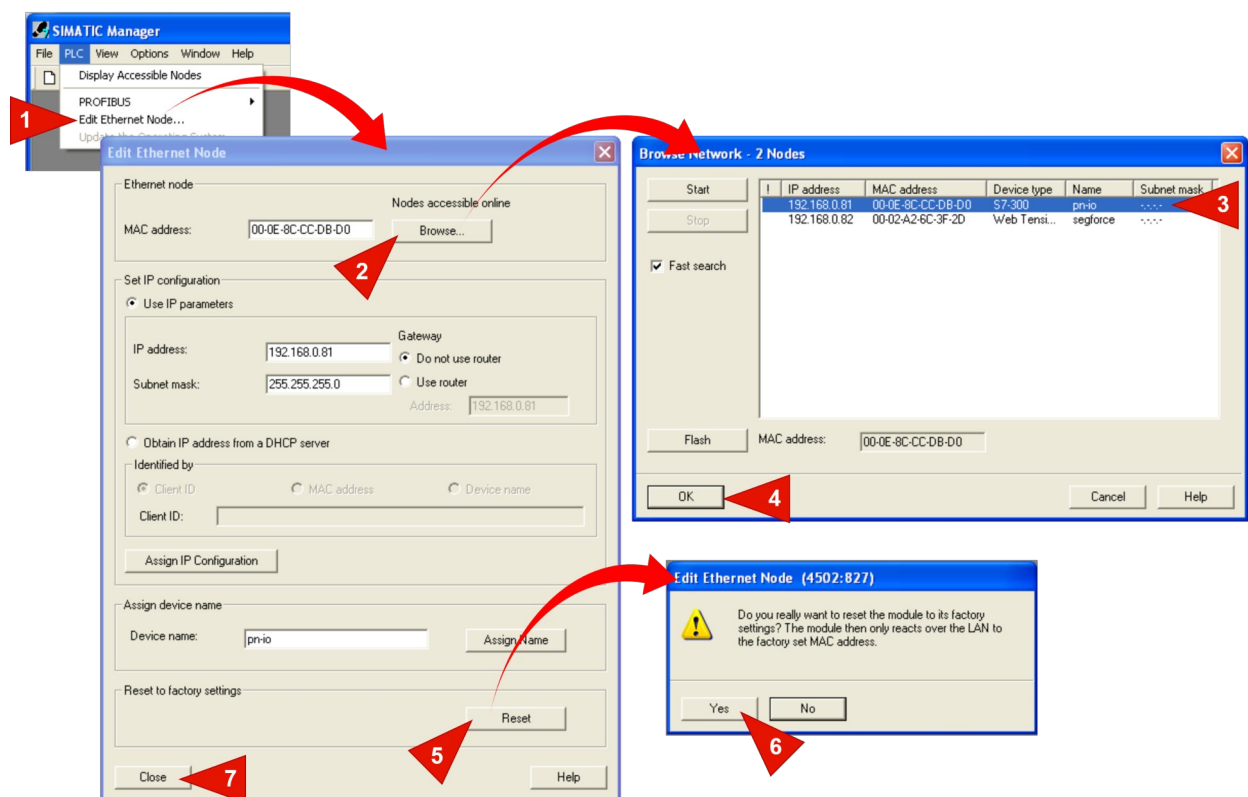 SIMATIC Manager
File PLC View Options Window Help
Display Accessible Nodes
PROFIBUS
1
Edit Ethernet Node...
Update the Operating System
Edit Ethernet Node
Ethernet node
Nodes accessible online
MAC address: 00-0E-8C-CC-DB-D0 Browse...
2
Set IP configuration
Use IP parameters
Gateway
IP address: 192.168.0.81 Do not use router
Subnet mask: 255.255.255.0 Use router
Address: 192.168.0.81
Obtain IP address from a DHCP server
Identified by
Client ID MAC address Device name
Client ID:
Assign IP Configuration
Assign device name
Device name: pn-io Assign Name
Reset to factory settings
Reset
5
Close 7 Help
Browse Network - 2 Nodes
Start ! IP address MAC address Device type Name Subnet mask
192.168.0.81 00-0E-8C-CC-DB-D0 S7-300 pn-io -.-.-.- 3
Stop 192.168.0.82 00-02-A2-6C-3F-2D Web Tensi... segforce -.-.-.-
Fast search
Flash MAC address: 00-0E-8C-CC-DB-D0
OK 4 Cancel Help
Edit Ethernet Node (4502:827)
Do you really want to reset the module to its factory
settings? The module then only reacts over the LAN to
the factory set MAC address.
Yes No
6